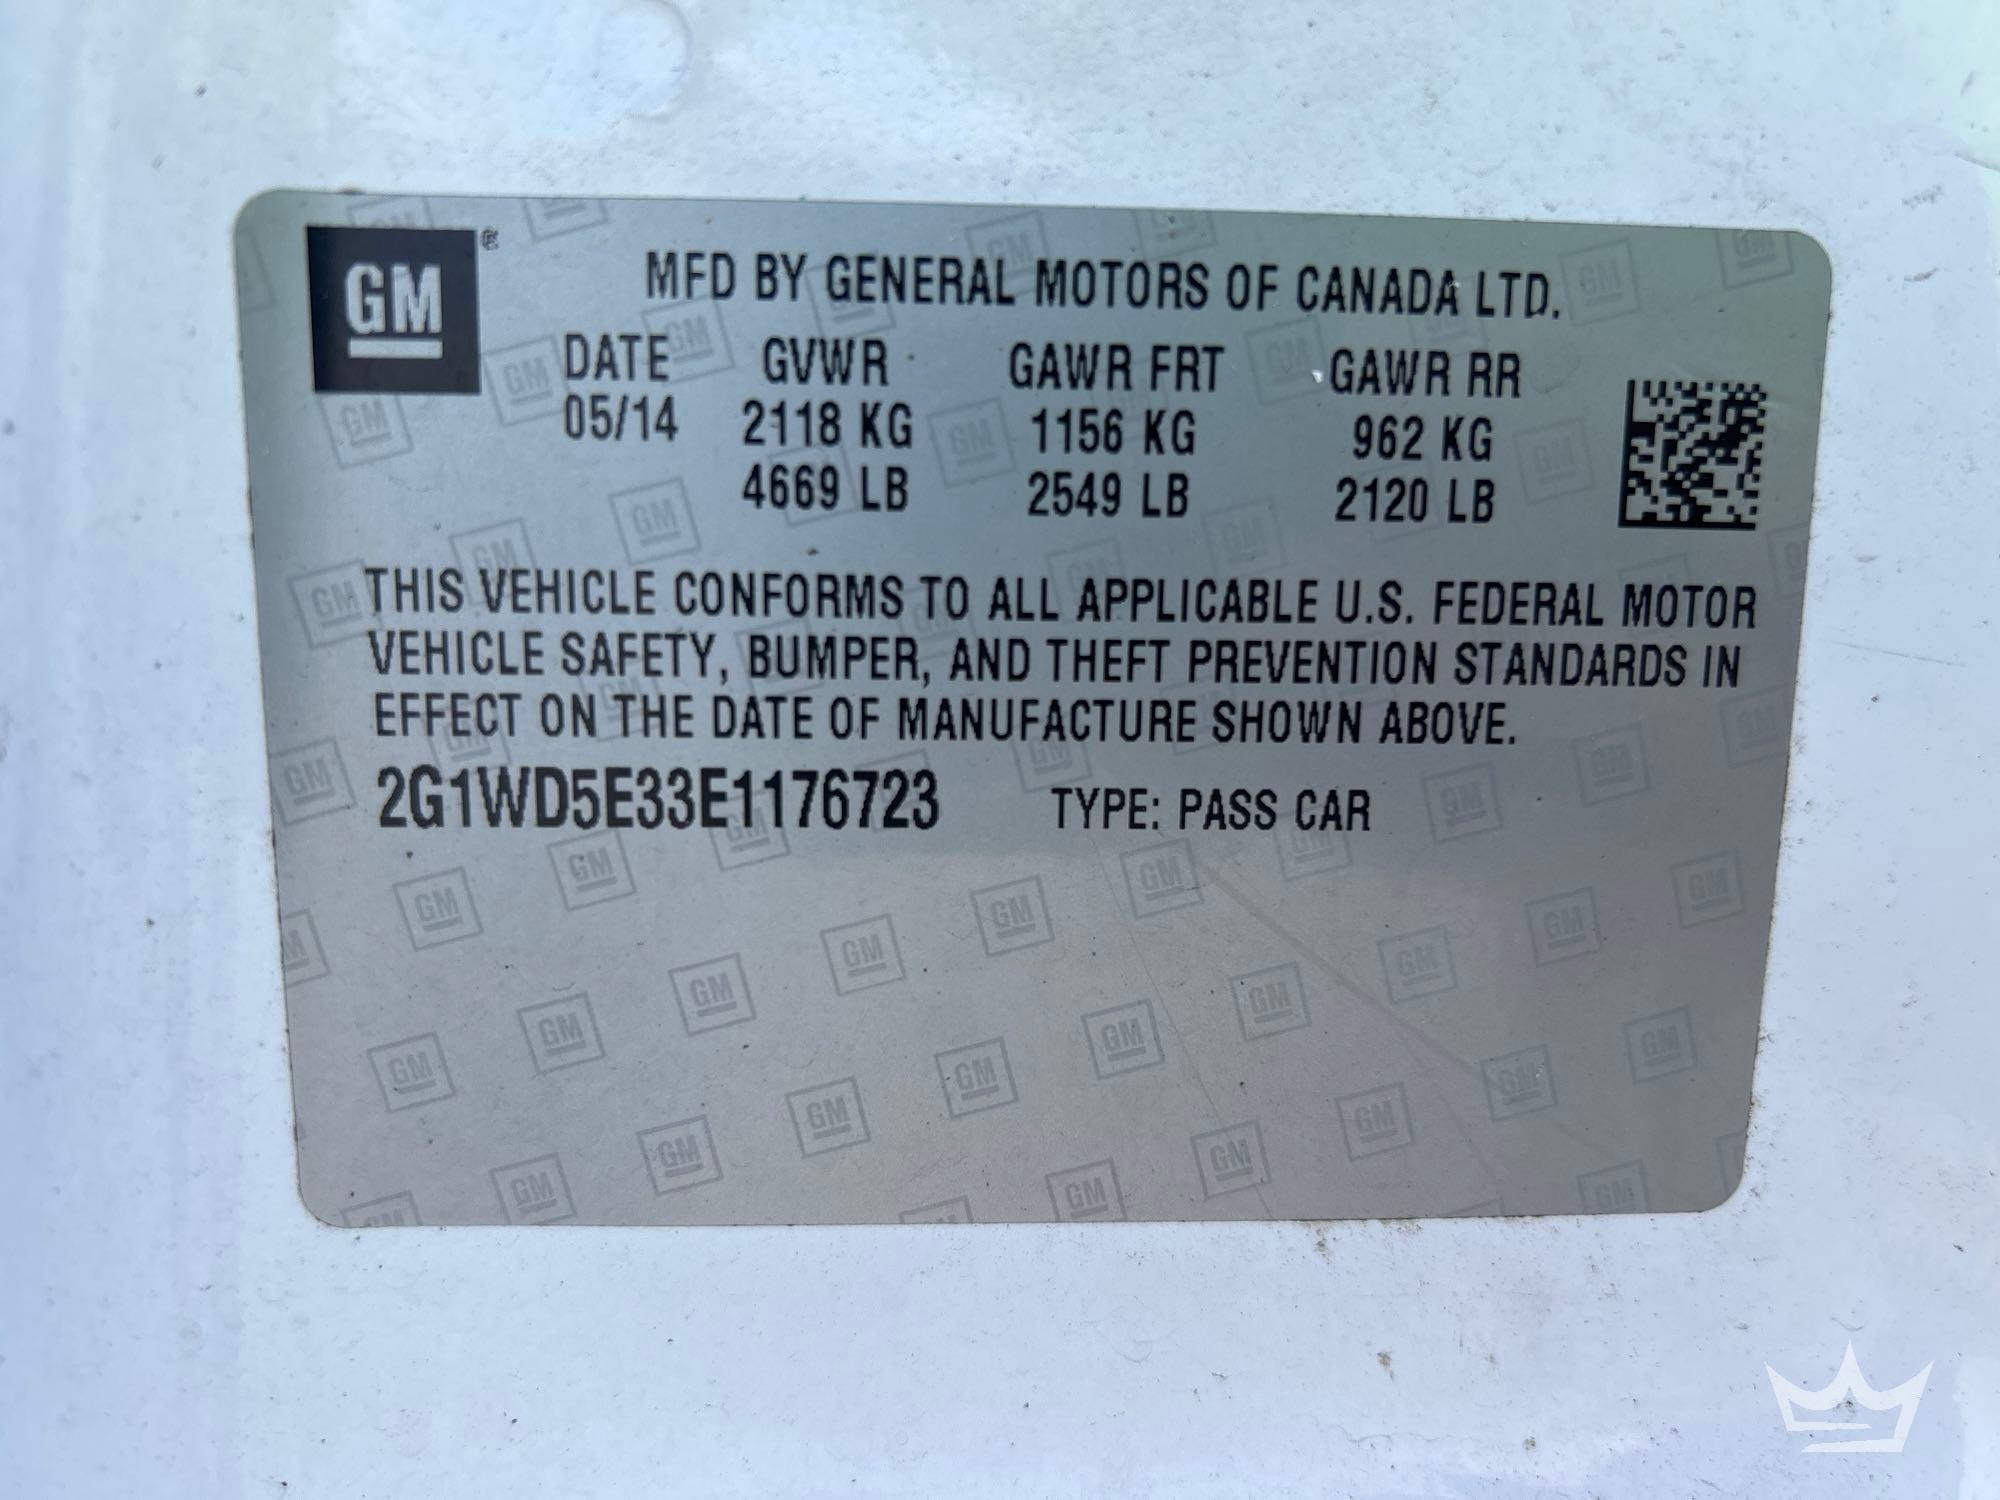 GM ®
MFD BY GENERAL MOTORS OF CANADA LTD.
DATE GVWR GAWR FRT GAWR RR
05/14 2118 KG 1156 KG 962 KG
4669 LB 2549 LB 2120 LB
THIS VEHICLE CONFORMS TO ALL APPLICABLE U.S. FEDERAL MOTOR
VEHICLE SAFETY, BUMPER, AND THEFT PREVENTION STANDARDS IN
EFFECT ON THE DATE OF MANUFACTURE SHOWN ABOVE.
2G1WD5E33E1176723 TYPE: PASS CAR